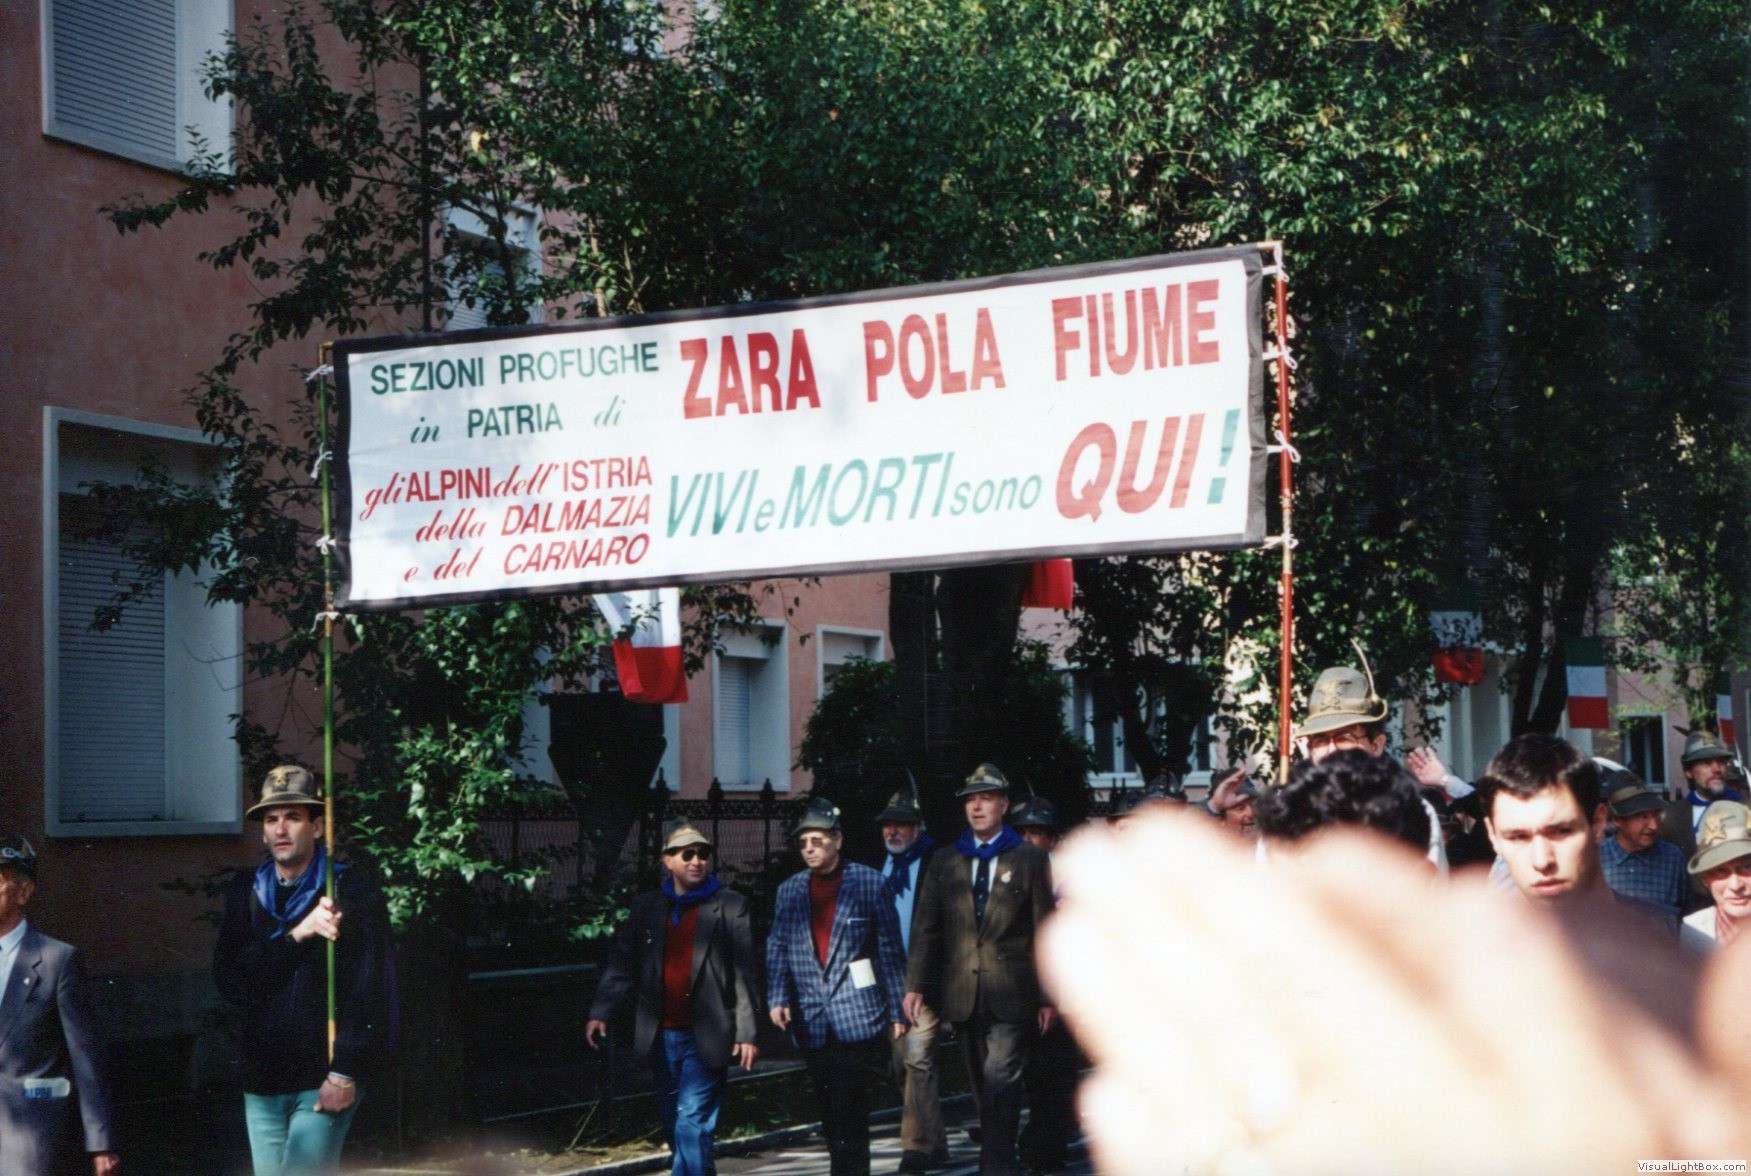 SEZIONI PROFUGHE
in PATRIA di
ZARA POLA FIUME
gli ALPINI dell' ISTRIA
della DALMAZIA
e del CARNARO
VIVI e MORTI sono QUI!
VisualLightBox.com